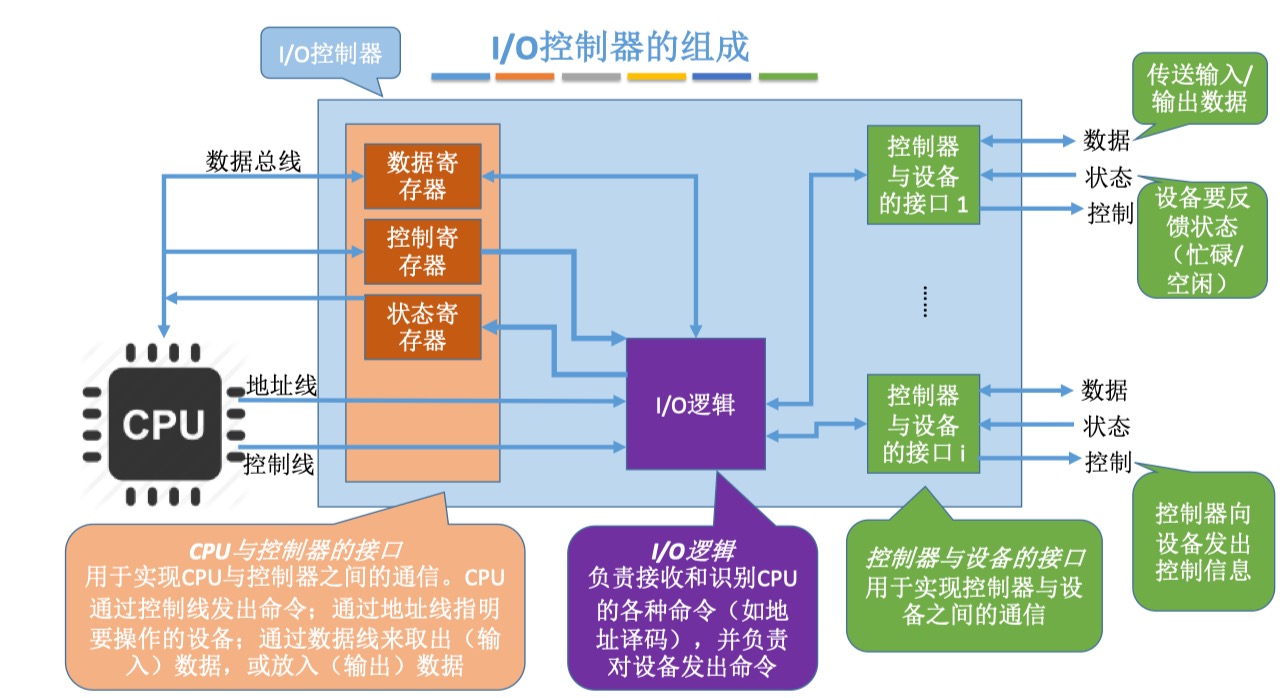 I/O控制器的组成
I/O控制器
传送输入/
输出数据
数据总线
数据寄
存器
控制寄
存器
状态寄
存器
控制器
与设备
的接口 1
数据
状态
控制
设备要反
馈状态
（忙碌/
空闲）
CPU
地址线
控制线
I/O逻辑
......
控制器
与设备
的接口 i
数据
状态
控制
控制器向
设备发出
控制信息
CPU与控制器的接口
用于实现CPU与控制器之间的通信。CPU
通过控制线发出命令；通过地址线指明
要操作的设备；通过数据线来取出（输
入）数据，或放入（输出）数据
I/O逻辑
负责接收和识别CPU
的各种命令（如地
址译码），并负责
对设备发出命令
控制器与设备的接口
用于实现控制器与设
备之间的通信